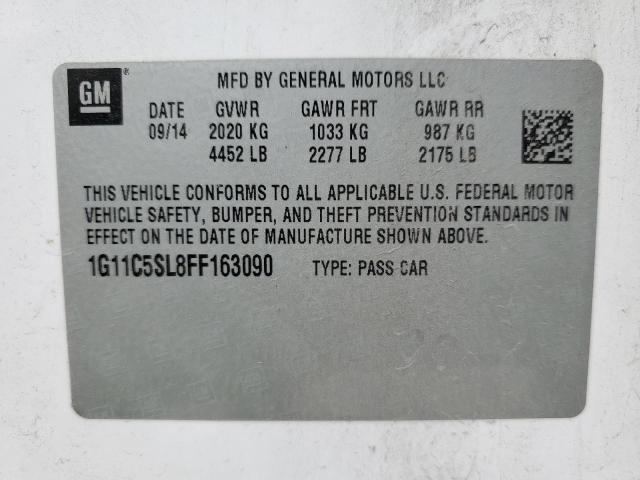 GM® MFD BY GENERAL MOTORS LLC
DATE GVWR GAWR FRT GAWR RR
09/14 2020 KG 1033 KG 987 KG
4452 LB 2277 LB 2175 LB
THIS VEHICLE CONFORMS TO ALL APPLICABLE U.S. FEDERAL MOTOR
VEHICLE SAFETY, BUMPER, AND THEFT PREVENTION STANDARDS IN
EFFECT ON THE DATE OF MANUFACTURE SHOWN ABOVE.
1G11C5SL8FF163090 TYPE: PASS CAR